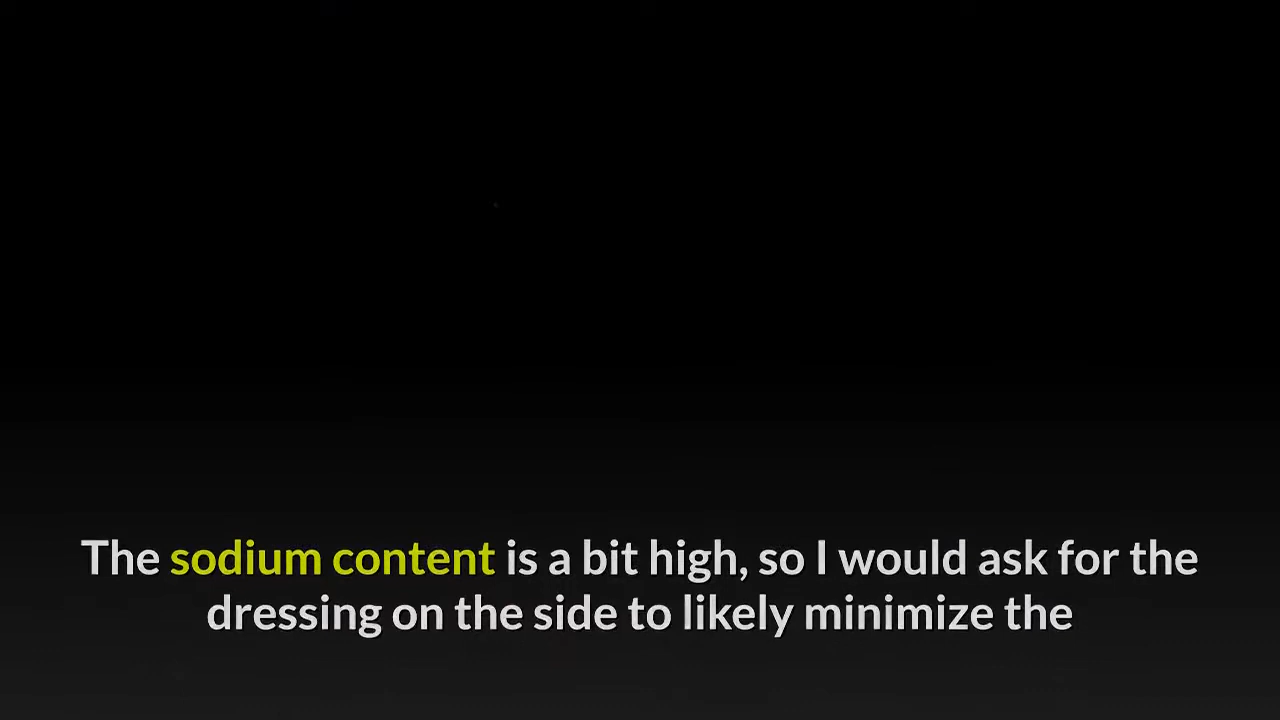 The sodium content is a bit high, so I would ask for the
dressing on the side to likely minimize the